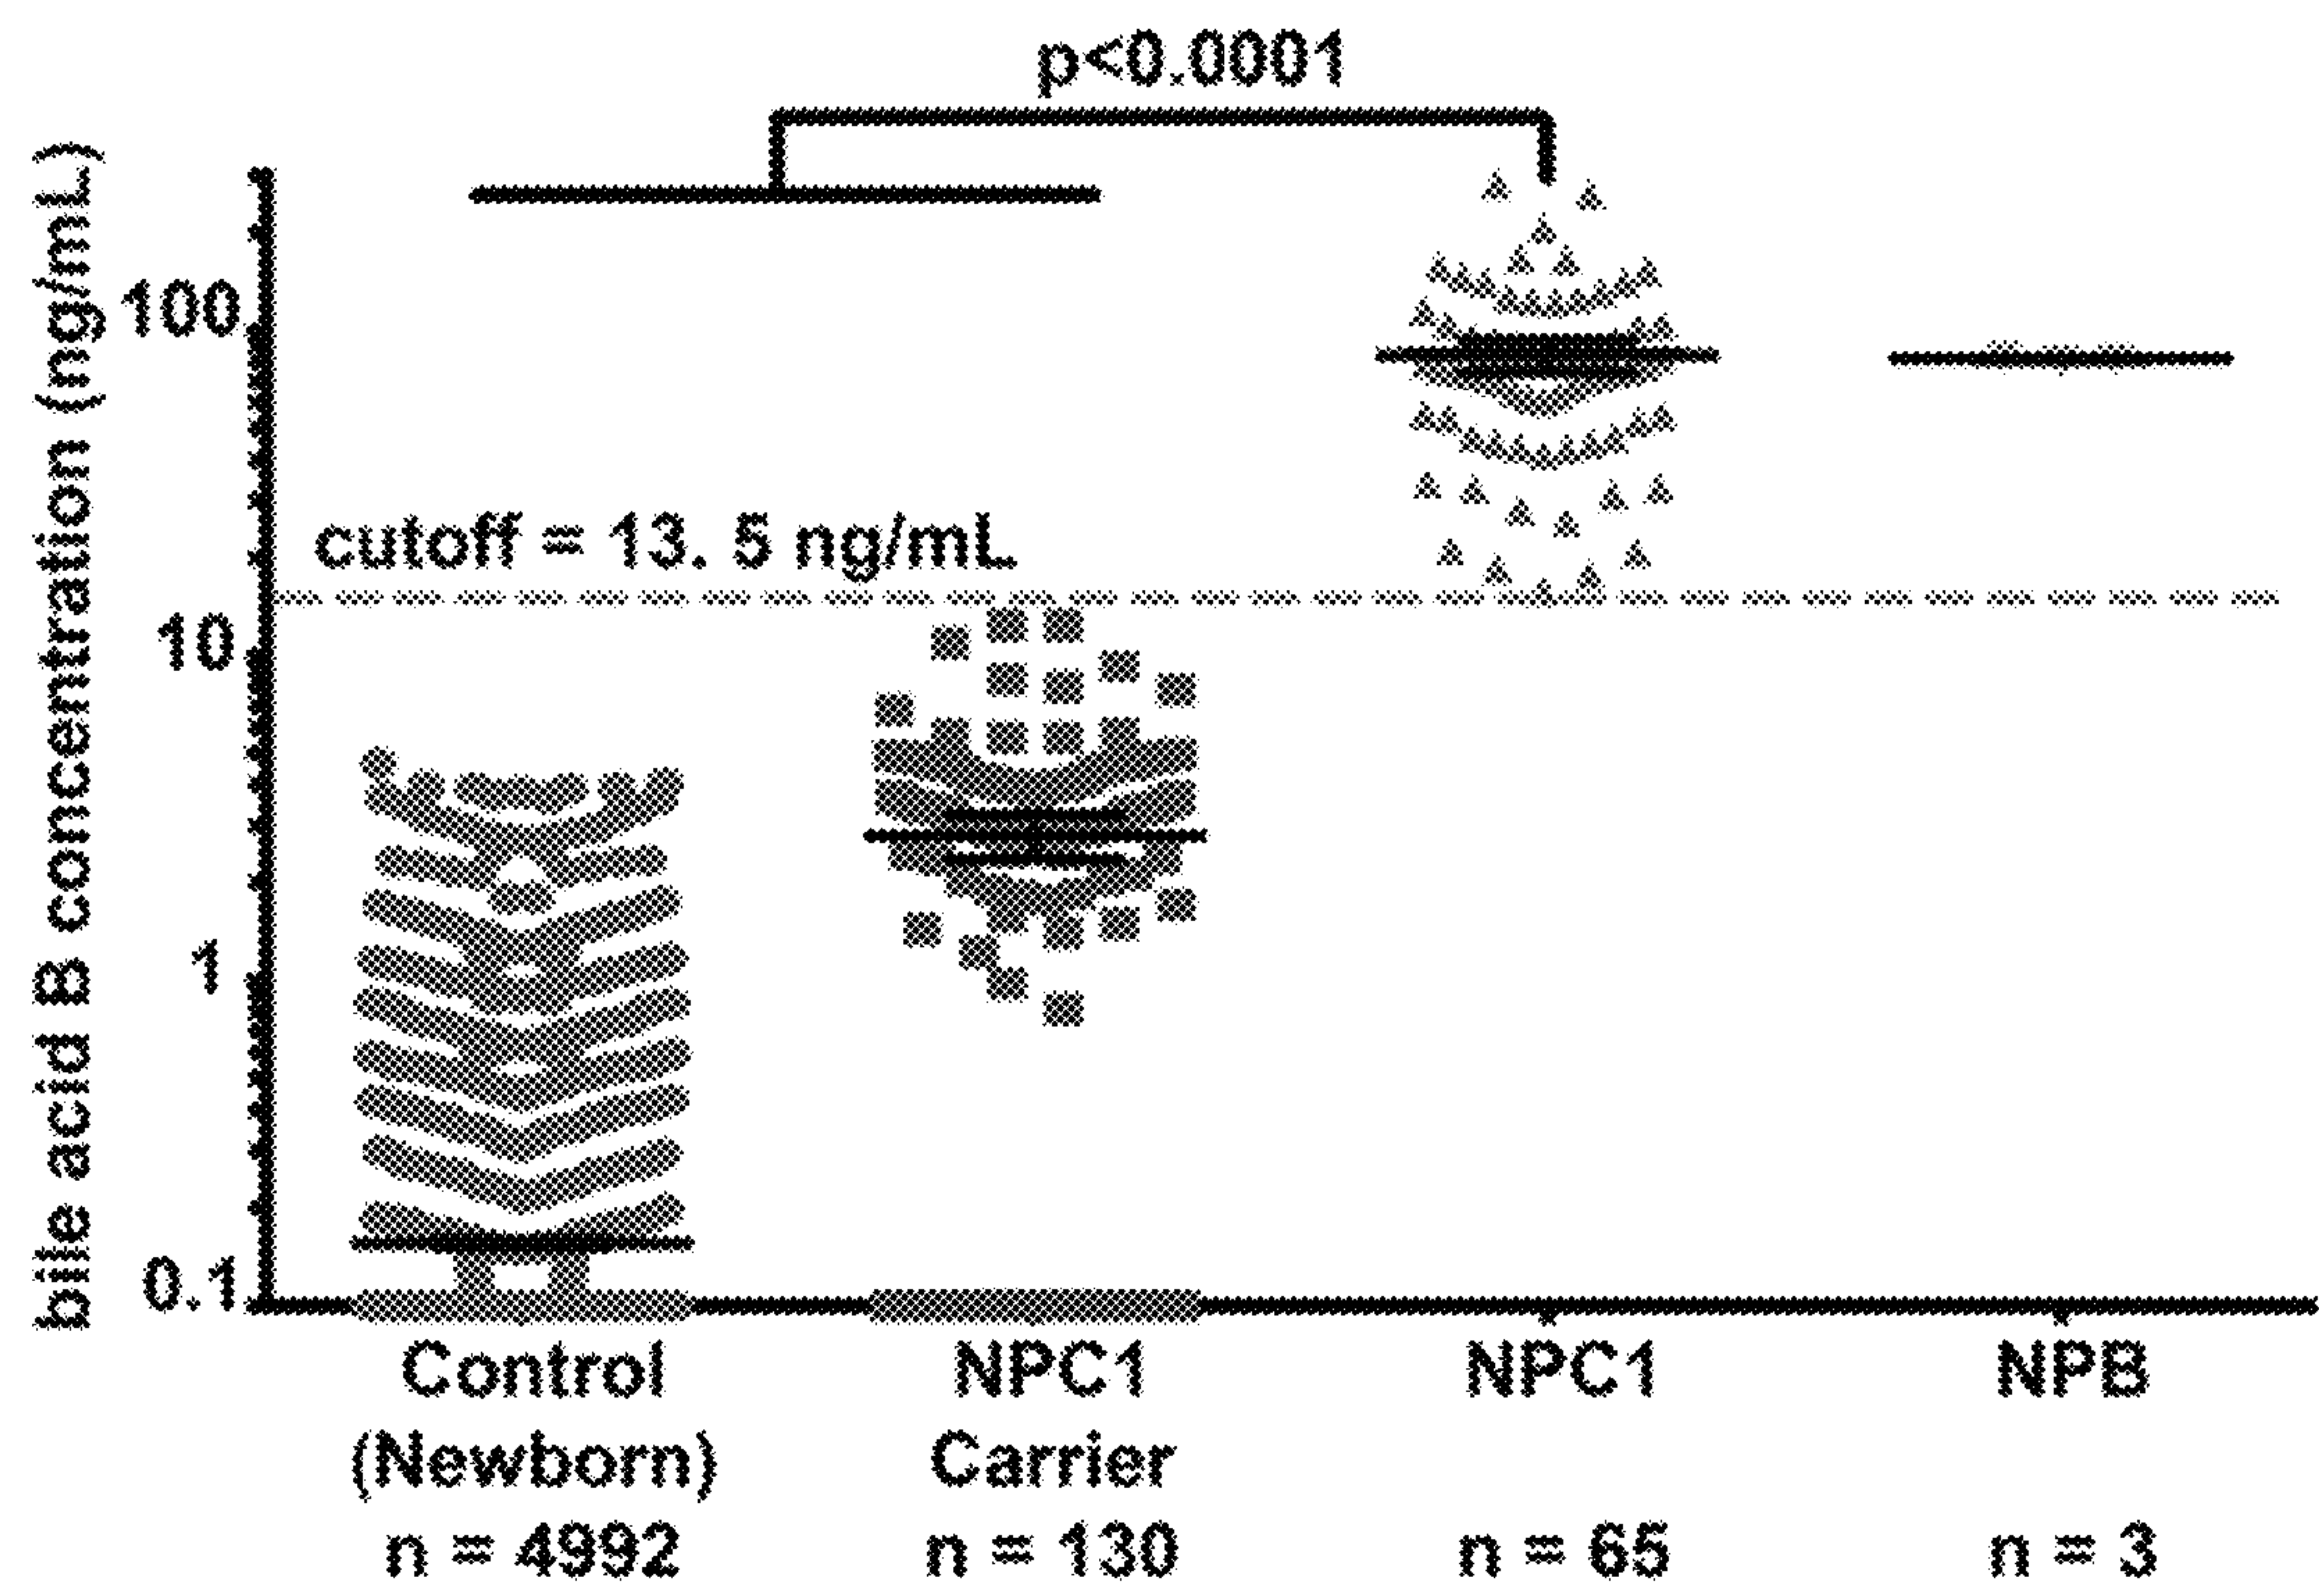 p<0.0001
bile acid B concentration (ng/mL)
100
cutoff = 13. 5 ng/mL
10
1
0.1
Control NPC1 NPC1 NPB
(Newborn) Carrier
n = 4992 n = 130 n = 65 n = 3